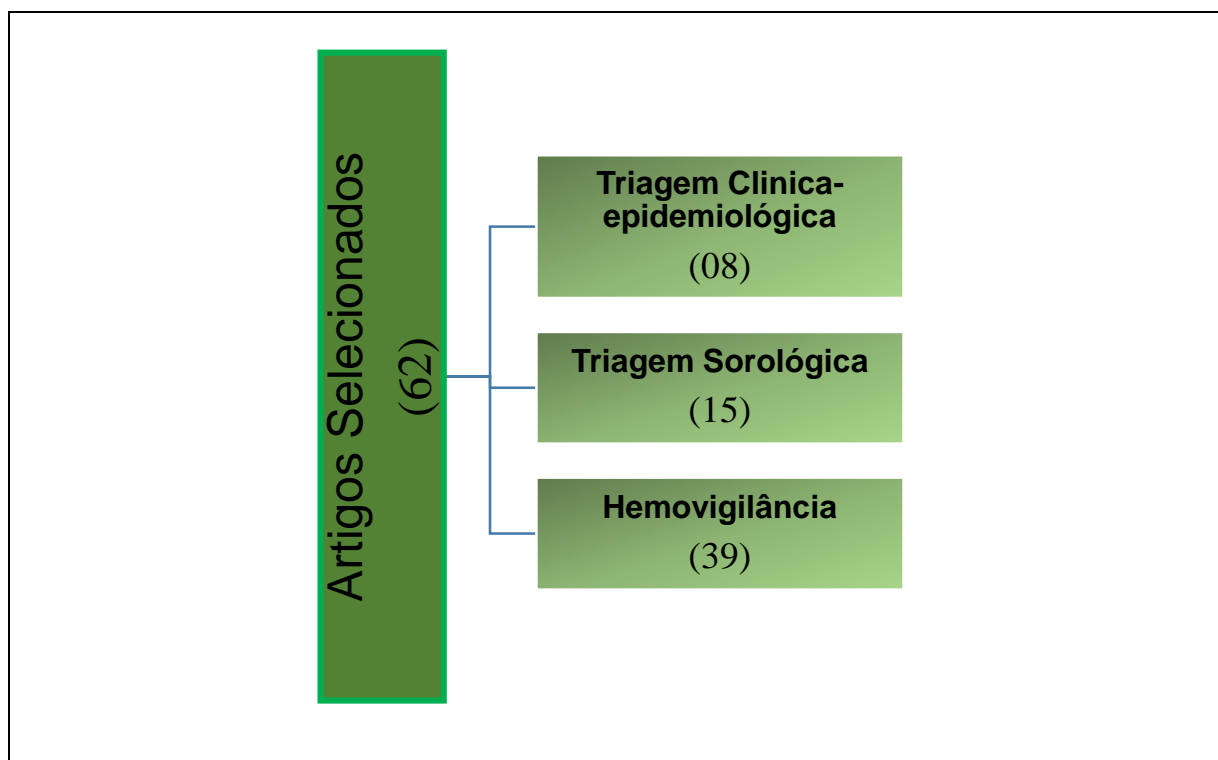 Artigos Selecionados
(62)
Triagem Clinica-
epidemiológica
(08)
Triagem Sorológica
(15)
Hemovigilância
(39)